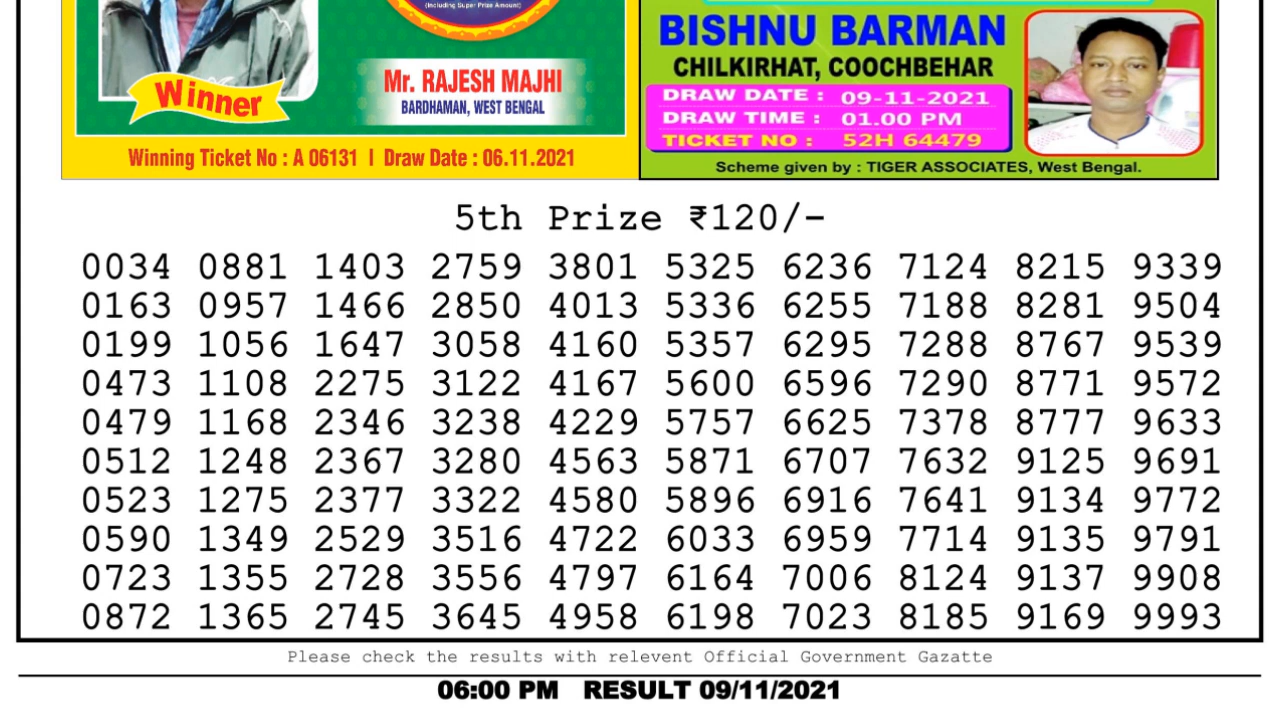 (Including Super Prize Amount)
Winner
Mr. RAJESH MAJHI
BARDHAMAN, WEST BENGAL
Winning Ticket No : A 06131 I Draw Date : 06.11.2021
BISHNU BARMAN
CHILKIRHAT, COOCHBEHAR
DRAW DATE : 09-11-2021
DRAW TIME : 01.00 PM
TICKET NO : 52H 64479
Scheme given by : TIGER ASSOCIATES, West Bengal.
5th Prize ₹120/-
0034 0881 1403 2759 3801 5325 6236 7124 8215 9339
0163 0957 1466 2850 4013 5336 6255 7188 8281 9504
0199 1056 1647 3058 4160 5357 6295 7288 8767 9539
0473 1108 2275 3122 4167 5600 6596 7290 8771 9572
0479 1168 2346 3238 4229 5757 6625 7378 8777 9633
0512 1248 2367 3280 4563 5871 6707 7632 9125 9691
0523 1275 2377 3322 4580 5896 6916 7641 9134 9772
0590 1349 2529 3516 4722 6033 6959 7714 9135 9791
0723 1355 2728 3556 4797 6164 7006 8124 9137 9908
0872 1365 2745 3645 4958 6198 7023 8185 9169 9993
Please check the results with relevent Official Government Gazatte
06:00 PM RESULT 09/11/2021